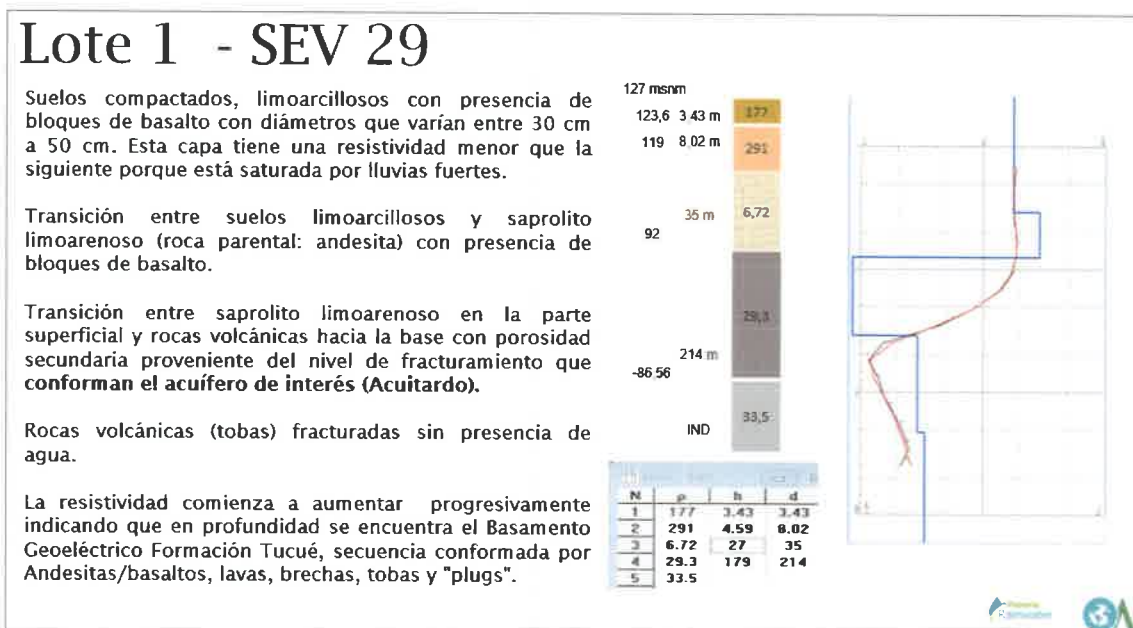 Lote 1 - SEV 29
Suelos compactados, limoarcillosos con presencia de
bloques de basalto con diámetros que varían entre 30 cm
a 50 cm. Esta capa tiene una resistividad menor que la
siguiente porque está saturada por lluvias fuertes.
Transición entre suelos limoarcillosos y saprolito
limoarenoso (roca parental: andesita) con presencia de
bloques de basalto.
Transición entre saprolito limoarenoso en la parte
superficial y rocas volcánicas hacia la base con porosidad
secundaria proveniente del nivel de fracturamiento que
conforman el acuífero de interés (Acuitardo).
Rocas volcánicas (tobas) fracturadas sin presencia de
agua.
La resistividad comienza a aumentar progresivamente
indicando que en profundidad se encuentra el Basamento
Geoeléctrico Formación Tucué, secuencia conformada por
Andesitas/basaltos, lavas, brechas, tobas y "plugs".
127 msnm
123,6 3 43 m 177
119 8,02 m 291
35 m 6,72
92
29,3
214 m
-86 56
33,5
IND
N ρ h d
1 177 3.43 3.43
2 291 4.59 8.02
3 6.72 27 35
4 29.3 179 214
5 33.5